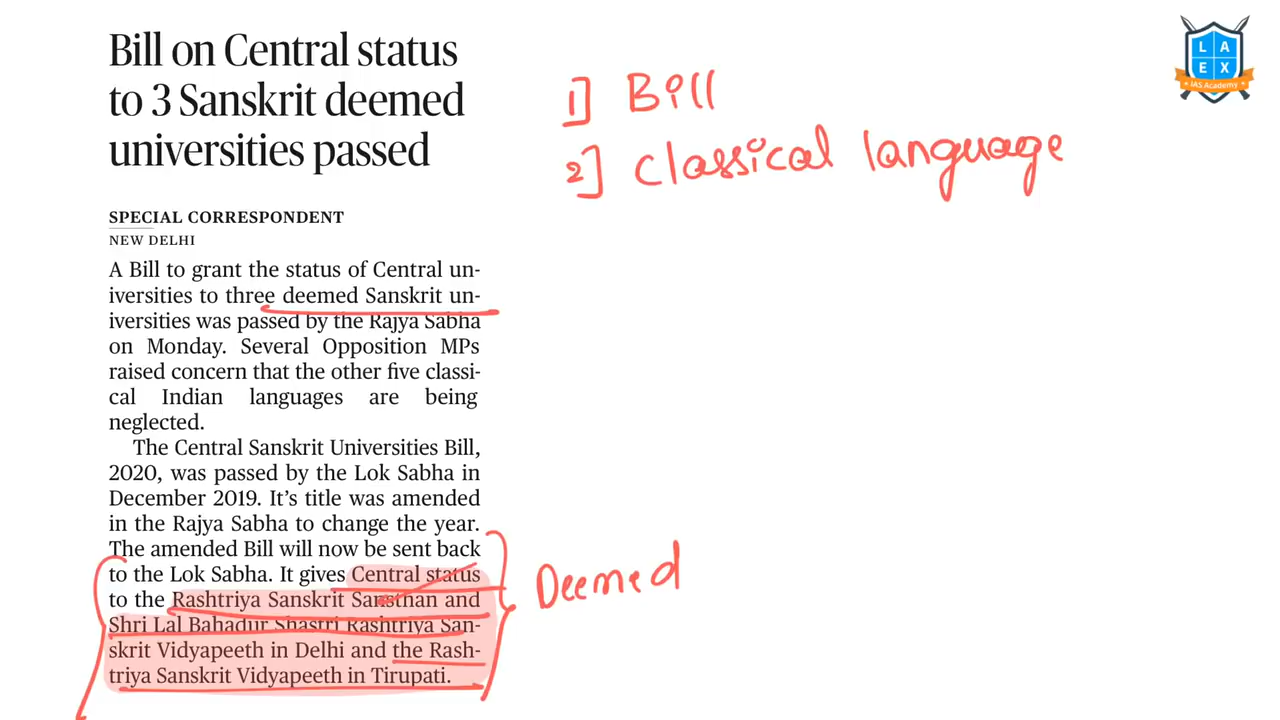 Bill on Central status
to 3 Sanskrit deemed
universities passed
SPECIAL CORRESPONDENT
NEW DELHI
A Bill to grant the status of Central un-
iversities to three deemed Sanskrit un-
iversities was passed by the Rajya Sabha
on Monday. Several Opposition MPs
raised concern that the other five classi-
cal Indian languages are being
neglected.
The Central Sanskrit Universities Bill,
2020, was passed by the Lok Sabha in
December 2019. It's title was amended
in the Rajya Sabha to change the year.
The amended Bill will now be sent back
to the Lok Sabha. It gives Central status
to the Rashtriya Sanskrit Sansthan and
Shri Lal Bahadur Shastri Rashtriya San-
skrit Vidyapeeth in Delhi and the Rash-
triya Sanskrit Vidyapeeth in Tirupati.
1] Bill
2] Classical language
Deemed
L A
E X
IAS Academy